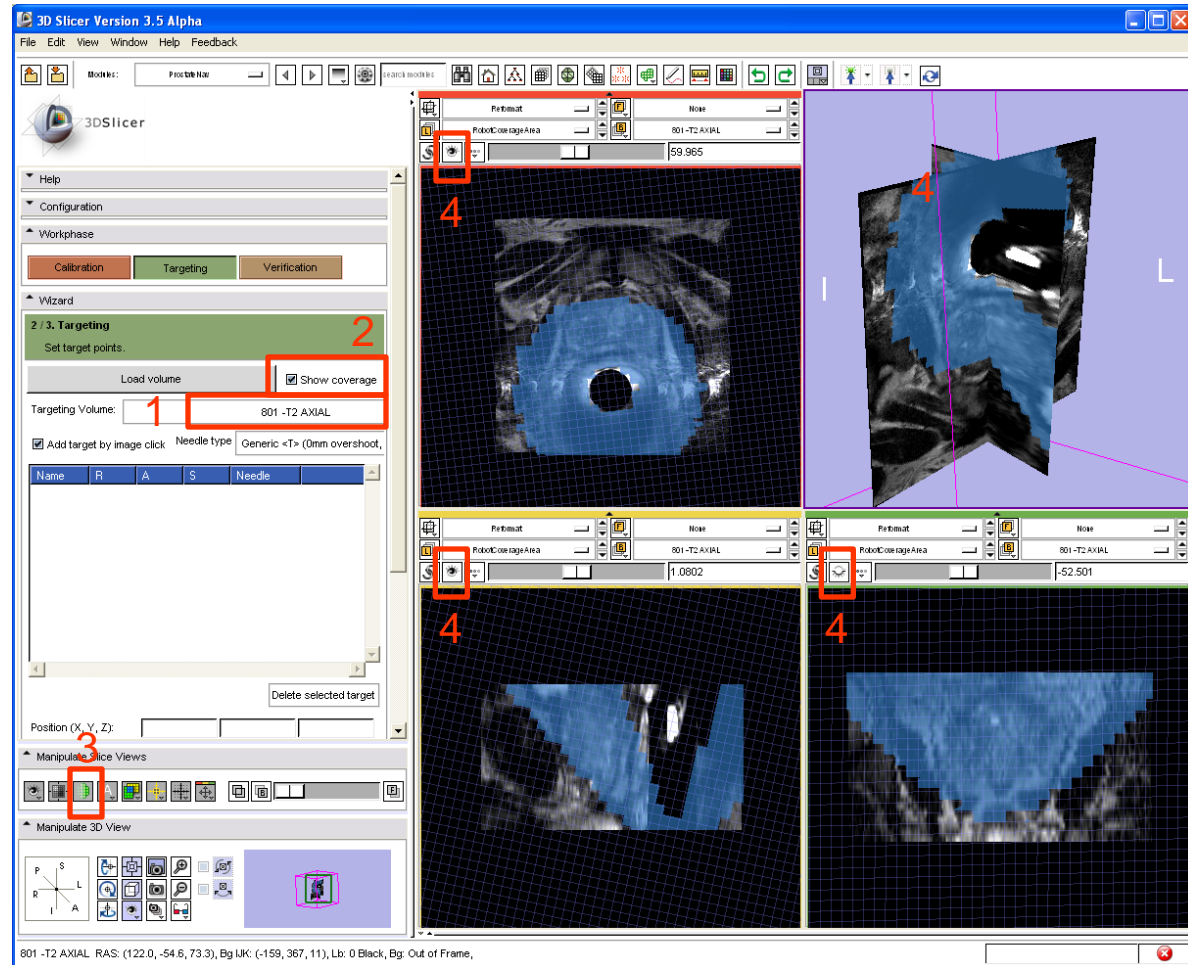 3D Slicer Version 3.5 Alpha
File Edit View Window Help Feedback
Modules: ProstateNav search modules
3DSlicer
Help
Configuration
Workphase
Calibration Targeting Verification
Wizard
2 / 3. Targeting
Set target points.
2
Load volume Show coverage
Targeting Volume: 1 801 -T2 AXIAL
Add target by image click Needle type Generic <T> (0mm overshoot,
Name R A S Needle
Delete selected target
Position (X, Y, Z):
3
Manipulate Slice Views
Manipulate 3D View
P S
R L
I A
Reformat None
RobotCoverageArea 801 -T2 AXIAL
59.965
4
4
I L
Reformat None
RobotCoverageArea 801 -T2 AXIAL
1.0802
4
Reformat None
RobotCoverageArea 801 -T2 AXIAL
-52.501
4
801 -T2 AXIAL RAS: (122.0, -54.6, 73.3), Bg IJK: (-159, 367, 11), Lb: 0 Black, Bg: Out of Frame,